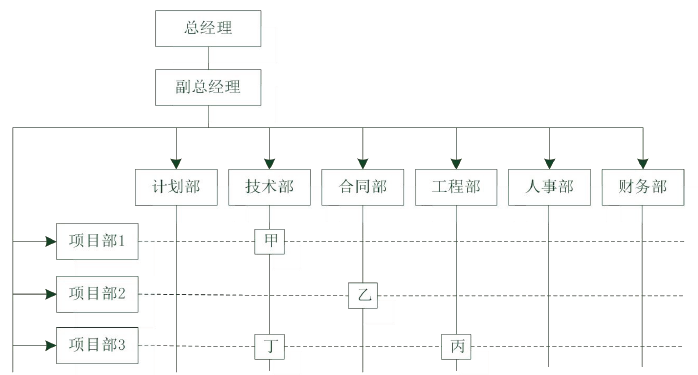 总经理
副总经理
计划部 技术部 合同部 工程部 人事部 财务部
项目部1 甲
项目部2 乙
项目部3 丁 丙